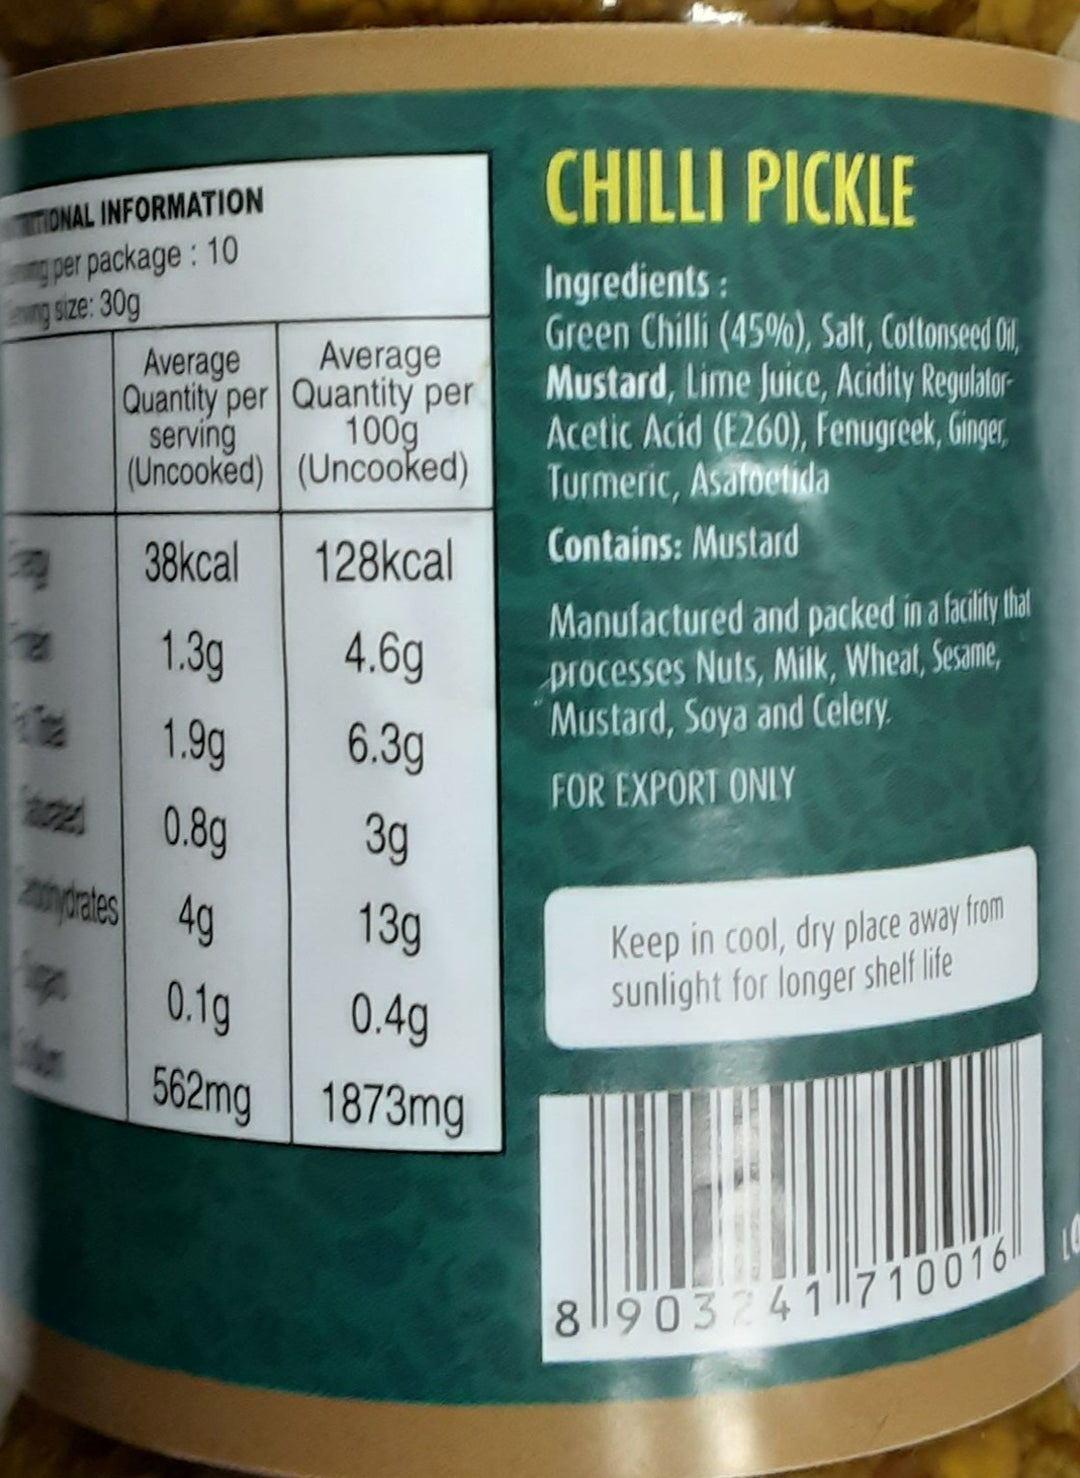 INFORMATION
per package : 10
size: 30g
Average Quantity per serving (Uncooked)
Average Quantity per 100g (Uncooked)
38kcal 128kcal
1.3g 4.6g
1.9g 6.3g
0.8g 3g
4g 13g
0.1g 0.4g
562mg 1873mg
CHILLI PICKLE
Ingredients :
Green Chilli (45%), Salt, Cottonseed Oil,
Mustard, Lime Juice, Acidity Regulator-
Acetic Acid (E260), Fenugreek, Ginger,
Turmeric, Asafoetida
Contains: Mustard
Manufactured and packed in a facility that
processes Nuts, Milk, Wheat, Sesame,
Mustard, Soya and Celery.
FOR EXPORT ONLY
Keep in cool, dry place away from
sunlight for longer shelf life
8 903241 710016